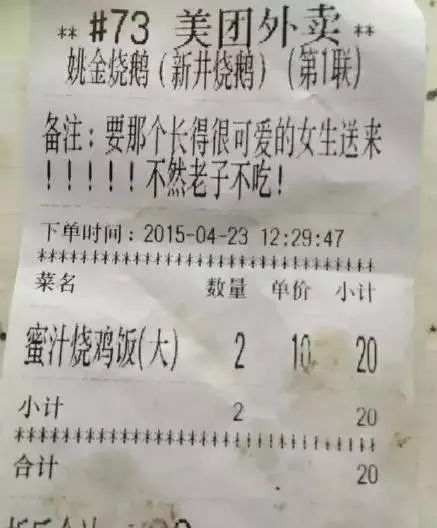 ** #73 美团外卖 **
姚金烧鹅(新井烧鹅)(第1联)
备注:要那个长得很可爱的女生送来
!!!!!不然老子不吃!
下单时间:2015-04-23 12:29:47
************************************
菜名 数量 单价 小计
蜜汁烧鸡饭(大) 2 10 20
小计 2 20
************************************
合计 20